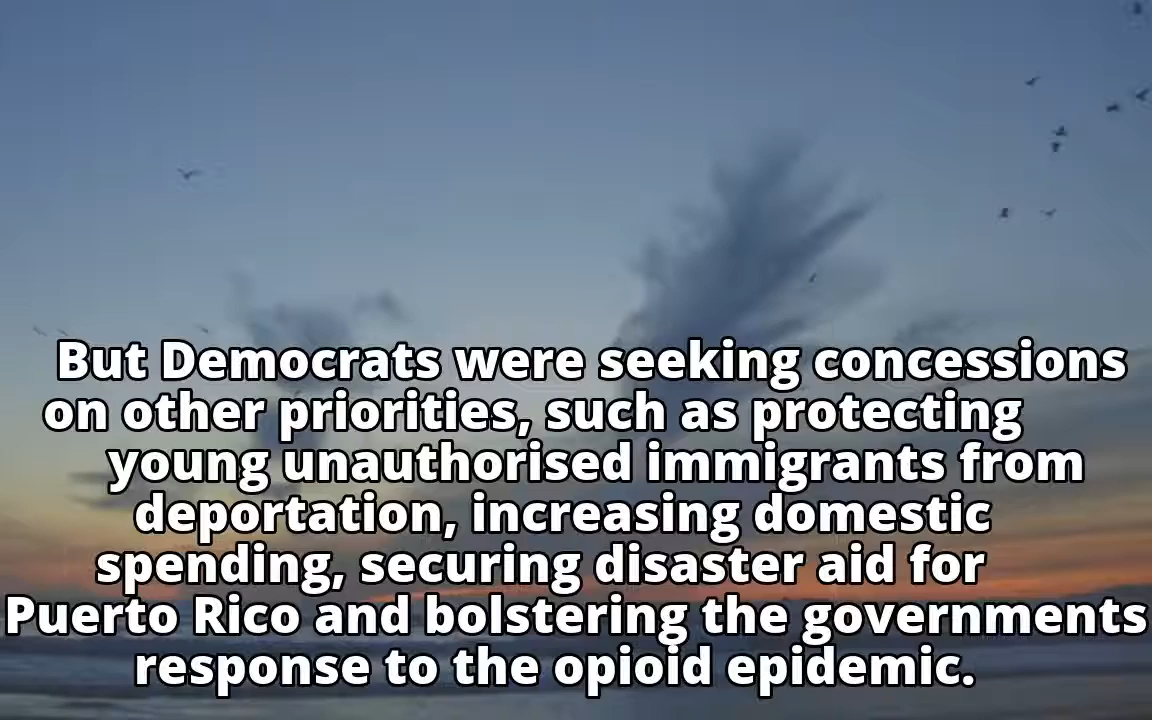 But Democrats were seeking concessions
on other priorities, such as protecting
young unauthorised immigrants from
deportation, increasing domestic
spending, securing disaster aid for
Puerto Rico and bolstering the governments
response to the opioid epidemic.